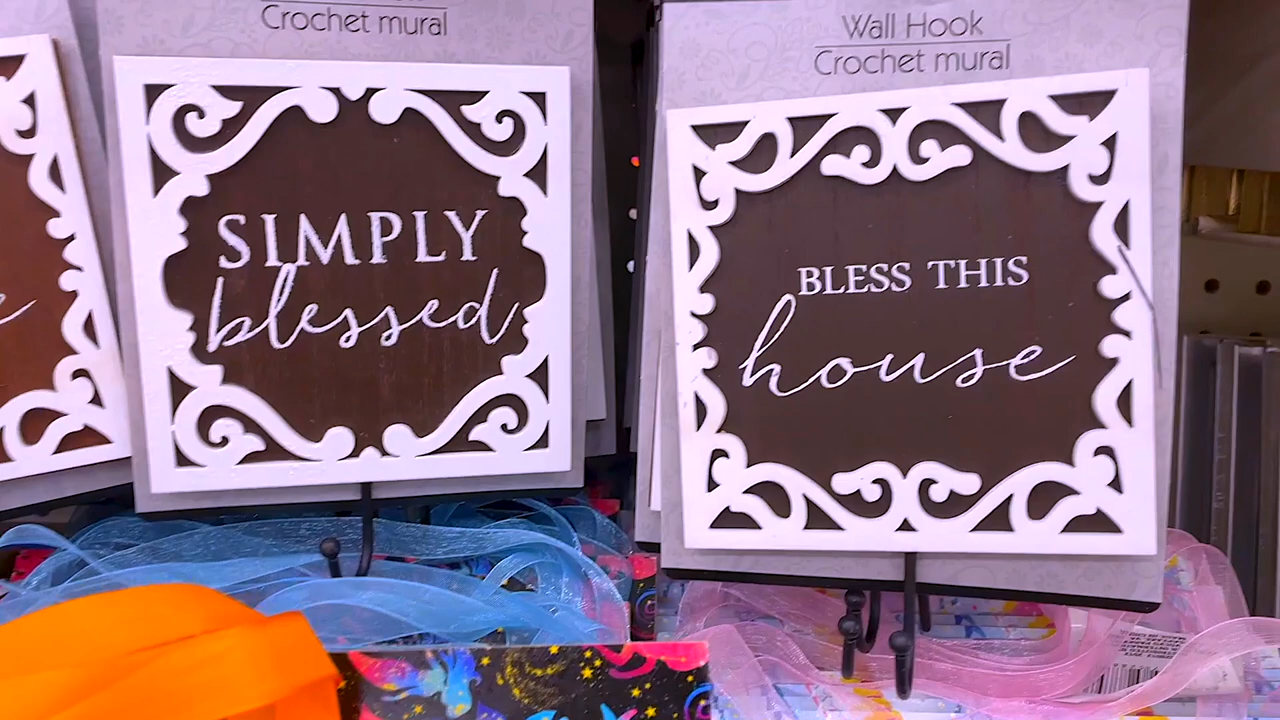 Crochet mural
SIMPLY
blessed
Wall Hook
Crochet mural
BLESS THIS
house